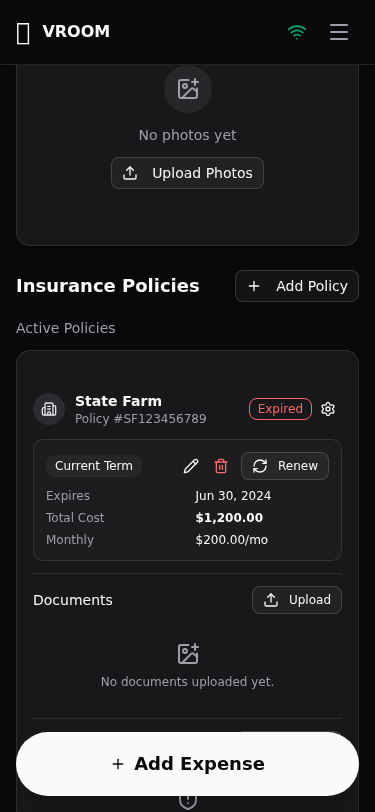 VROOM
No photos yet
Upload Photos
Insurance Policies
Add Policy
Active Policies
State Farm
Policy #SF123456789
Expired
Current Term
Renew
Expires Jun 30, 2024
Total Cost $1,200.00
Monthly $200.00/mo
Documents
Upload
No documents uploaded yet.
+ Add Expense